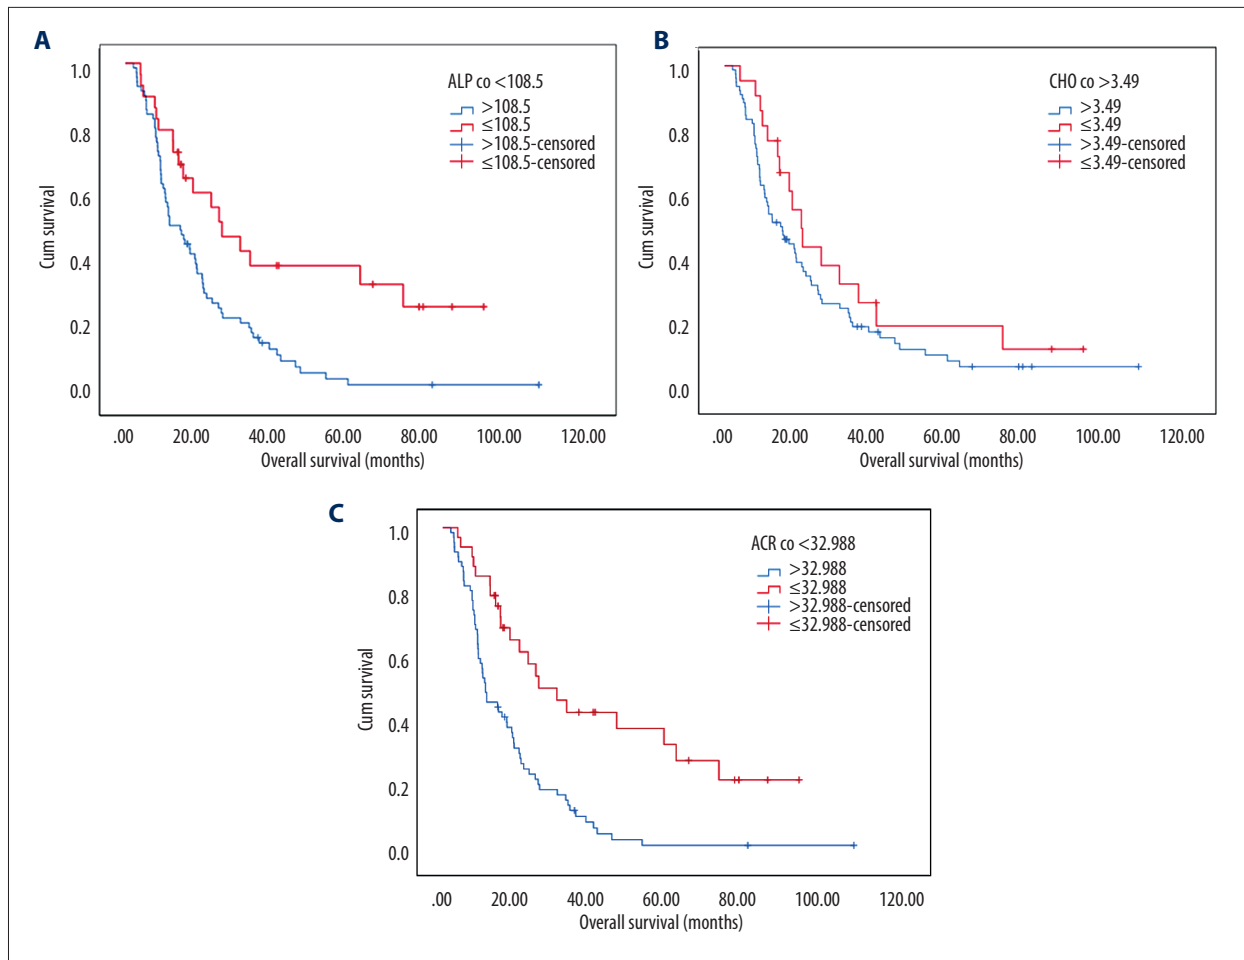 A
ALP co <108.5
>108.5
≤108.5
>108.5-censored
≤108.5-censored
Cum survival
1.0
0.8
0.6
0.4
0.2
0.0
.00 20.00 40.00 60.00 80.00 100.00 120.00
Overall survival (months)
B
CHO co >3.49
>3.49
≤3.49
>3.49-censored
≤3.49-censored
Cum survival
1.0
0.8
0.6
0.4
0.2
0.0
.00 20.00 40.00 60.00 80.00 100.00 120.00
Overall survival (months)
C
ACR co <32.988
>32.988
≤32.988
>32.988-censored
≤32.988-censored
Cum survival
1.0
0.8
0.6
0.4
0.2
0.0
.00 20.00 40.00 60.00 80.00 100.00 120.00
Overall survival (months)